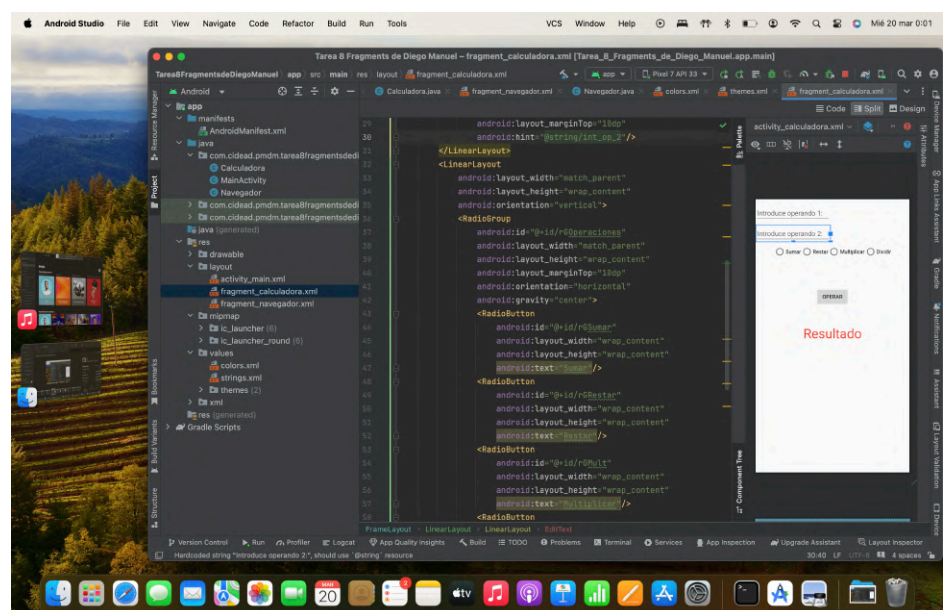 Android Studio File Edit View Navigate Code Refactor Build Run Tools VCS Window Help Mié 20 mar 0:01
Tarea 8 Fragments de Diego Manuel – fragment_calculadora.xml [Tarea_8_Fragments_de_Diego_Manuel.app.main]
Tarea8FragmentsdeDiegoManuel app src main res layout fragment_calculadora.xml app Pixel 7 API 33
Android Calculadora.java fragment_navegador.xml Navegador.java colors.xml themes.xml fragment_calculadora.xml
Code Split Design
Resource Manager
Project
Bookmarks
Build Variants
Structure
app
manifests
AndroidManifest.xml
java
com.cidead.pmdm.tarea8fragmentsdedi
Calculadora
MainActivity
Navegador
com.cidead.pmdm.tarea8fragmentsdedi
com.cidead.pmdm.tarea8fragmentsdedi
java (generated)
res
drawable
layout
activity_main.xml
fragment_calculadora.xml
fragment_navegador.xml
mipmap
ic_launcher (6)
ic_launcher_round (6)
values
colors.xml
strings.xml
themes (2)
xml
res (generated)
Gradle Scripts
29 android:layout_marginTop="10dp"
30 android:hint="@string/int_op_2"/>
31 </LinearLayout>
32 <LinearLayout
33 android:layout_width="match_parent"
34 android:layout_height="wrap_content"
35 android:orientation="vertical">
36 <RadioGroup
37 android:id="@+id/rGOperaciones"
38 android:layout_width="match_parent"
39 android:layout_height="wrap_content"
40 android:layout_marginTop="10dp"
41 android:orientation="horizontal"
42 android:gravity="center">
43 <RadioButton
44 android:id="@+id/rGSumar"
45 android:layout_width="wrap_content"
46 android:layout_height="wrap_content"
47 android:text="Sumar"/>
48 <RadioButton
49 android:id="@+id/rGRestar"
50 android:layout_width="wrap_content"
51 android:layout_height="wrap_content"
52 android:text="Restar"/>
53 <RadioButton
54 android:id="@+id/rGMult"
55 android:layout_width="wrap_content"
56 android:layout_height="wrap_content"
57 android:text="Multiplicar"/>
58 <RadioButton
FrameLayout LinearLayout LinearLayout EditText
Palette
Component Tree
activity_calculadora.xml
Introduce operando 1:
Introduce operando 2:
Sumar Restar Multiplicar Dividir
OPERAR
Resultado
Attributes
Device Manager
App Links Assistant
Gradle
Notifications
Assistant
Layout Validation
Device
Version Control Run Profiler Logcat App Quality Insights Build TODO Problems Terminal Services App Inspection Upgrade Assistant Layout Inspector
Hardcoded string "Introduce operando 2:", should use `@string` resource 30:40 LF UTF-8 4 spaces
MAR
20
2
tv